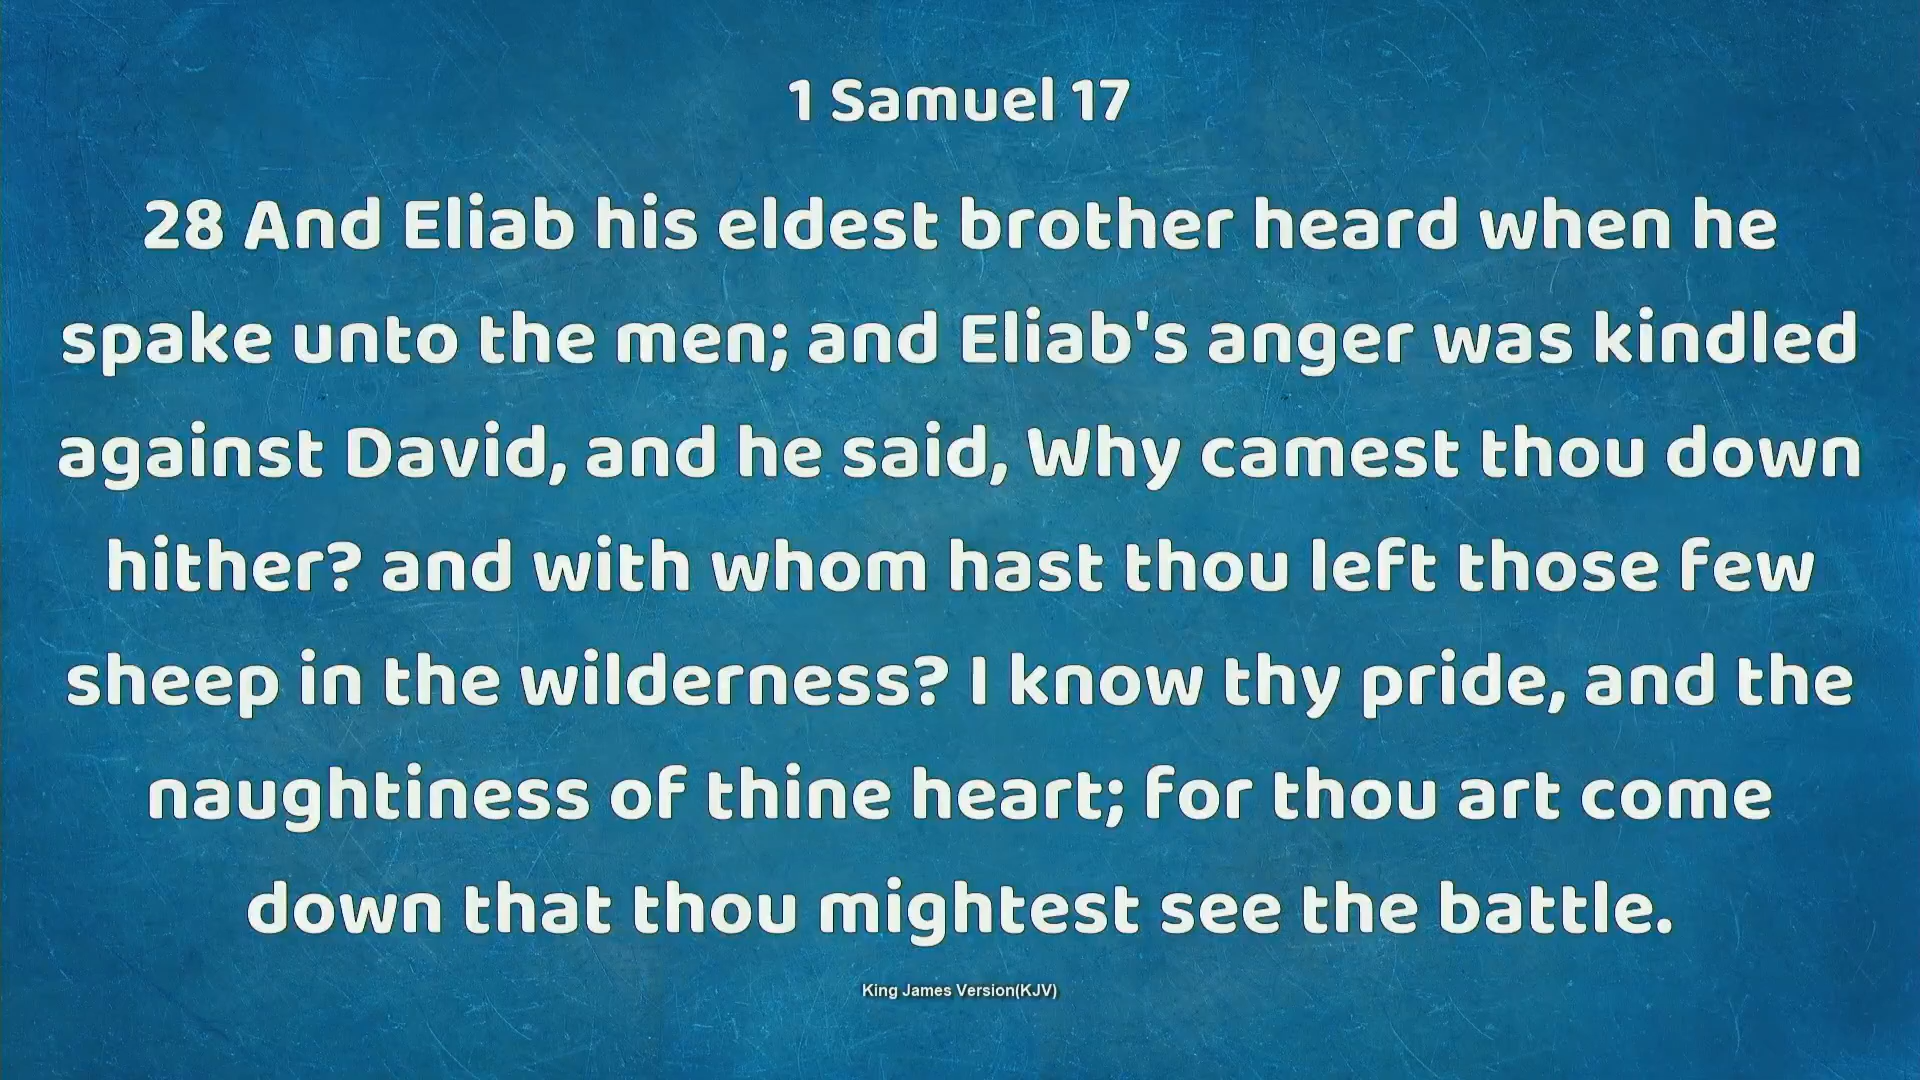 1 Samuel 17
28 And Eliab his eldest brother heard when he
spake unto the men; and Eliab's anger was kindled
against David, and he said, Why camest thou down
hither? and with whom hast thou left those few
sheep in the wilderness? I know thy pride, and the
naughtiness of thine heart; for thou art come
down that thou mightest see the battle.
King James Version(KJV)